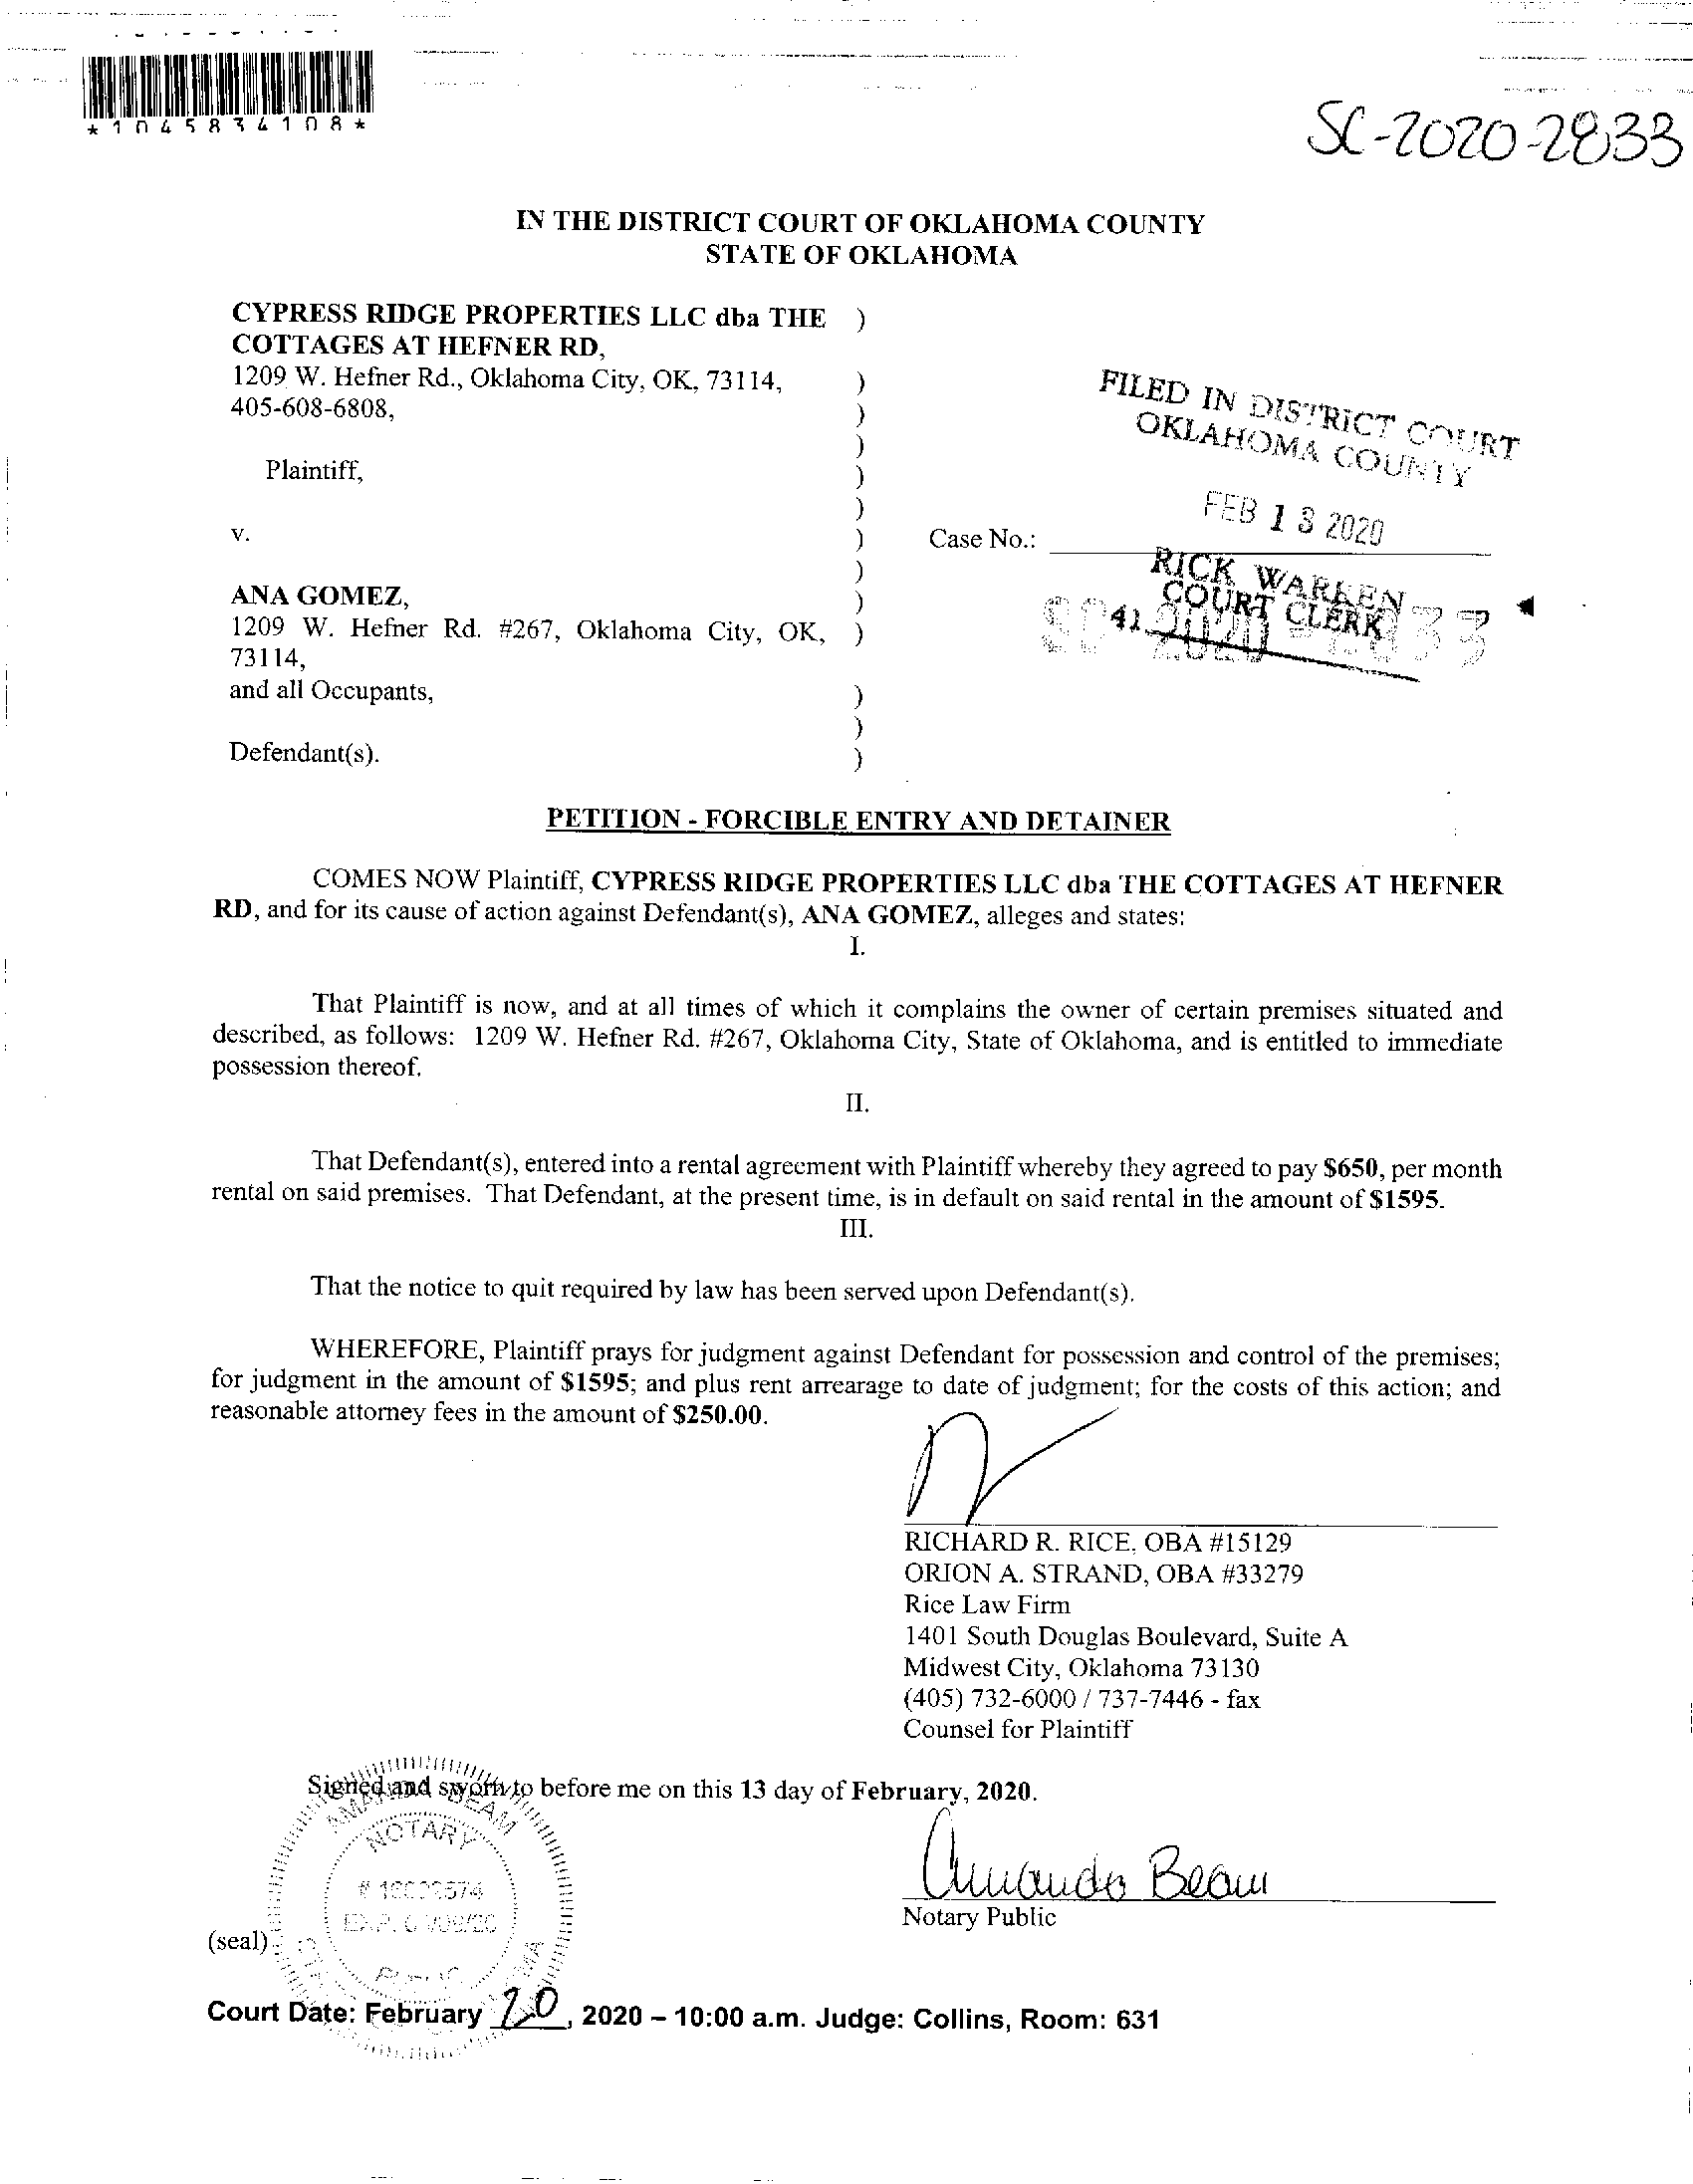 *1045834108*
SC-2020-2833
IN THE DISTRICT COURT OF OKLAHOMA COUNTY
STATE OF OKLAHOMA
CYPRESS RIDGE PROPERTIES LLC dba THE )
COTTAGES AT HEFNER RD,
1209 W. Hefner Rd., Oklahoma City, OK, 73114, )
405-608-6808, )
)
Plaintiff, )
)
v. )
)
ANA GOMEZ, )
1209 W. Hefner Rd. #267, Oklahoma City, OK, )
73114,
and all Occupants, )
)
Defendant(s). )
FILED IN DISTRICT COURT
OKLAHOMA COUNTY
FEB 13 2020
Case No.:
RICK WARREN
COURT CLERK
41
PETITION - FORCIBLE ENTRY AND DETAINER
COMES NOW Plaintiff, CYPRESS RIDGE PROPERTIES LLC dba THE COTTAGES AT HEFNER
RD, and for its cause of action against Defendant(s), ANA GOMEZ, alleges and states:
I.
That Plaintiff is now, and at all times of which it complains the owner of certain premises situated and
described, as follows: 1209 W. Hefner Rd. #267, Oklahoma City, State of Oklahoma, and is entitled to immediate
possession thereof.
II.
That Defendant(s), entered into a rental agreement with Plaintiff whereby they agreed to pay $650, per month
rental on said premises. That Defendant, at the present time, is in default on said rental in the amount of $1595.
III.
That the notice to quit required by law has been served upon Defendant(s).
WHEREFORE, Plaintiff prays for judgment against Defendant for possession and control of the premises;
for judgment in the amount of $1595; and plus rent arrearage to date of judgment; for the costs of this action; and
reasonable attorney fees in the amount of $250.00.
RICHARD R. RICE, OBA #15129
ORION A. STRAND, OBA #33279
Rice Law Firm
1401 South Douglas Boulevard, Suite A
Midwest City, Oklahoma 73130
(405) 732-6000 / 737-7446 - fax
Counsel for Plaintiff
Signed and sworn to before me on this 13 day of February, 2020.
BEAM
NOTARY
Amanda Beam
Notary Public
(seal)
Court Date: February 20, 2020 – 10:00 a.m. Judge: Collins, Room: 631